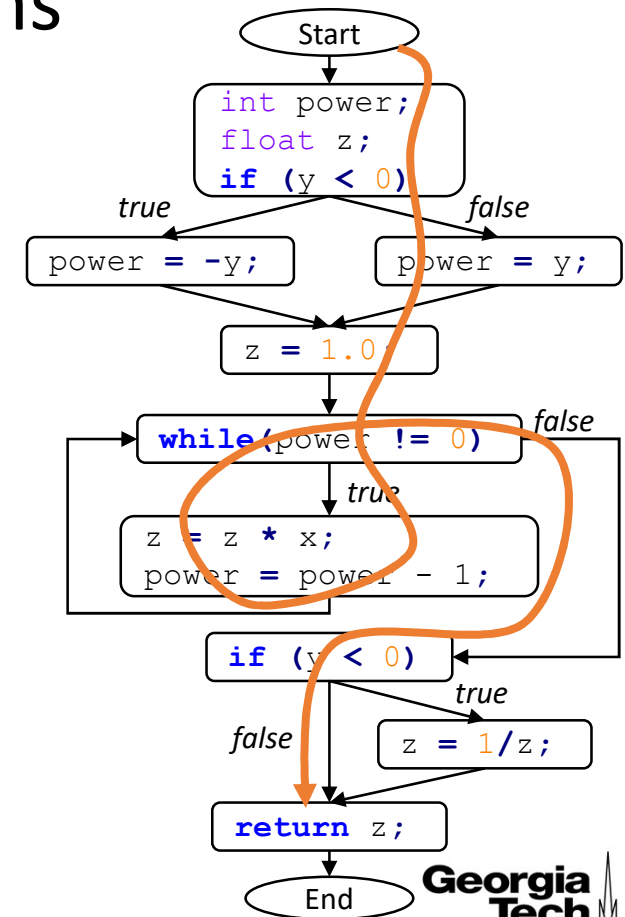 ns
Start
int power;
float z;
if (y < 0)
true
false
power = -y;
power = y;
z = 1.0;
while(power != 0)
false
true
z = z * x;
power = power - 1;
if (y < 0)
true
false
z = 1/z;
return z;
End
Georgia
Tech